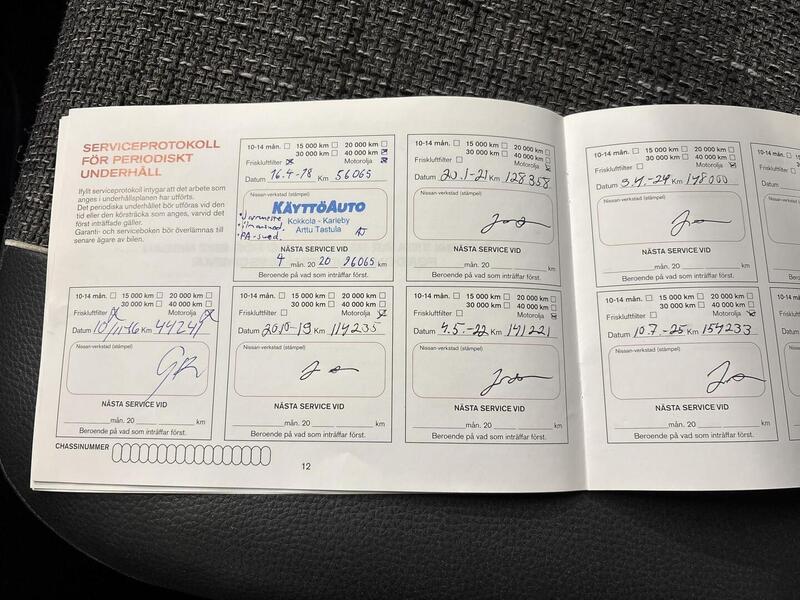 SERVICEPROTOKOLL
FÖR PERIODISKT
UNDERHÅLL
Ifyllt serviceprotokoll intygar att det arbete som
anges i underhållsplanen har utförts.
Det periodiska underhållet bör utföras vid den
tid eller den körsträcka som anges, varvid det
först inträffade gäller.
Garanti- och serviceboken bör överlämnas till
senare ägare av bilen.
10-14 mån. 15 000 km 20 000 km
30 000 km 40 000 km
Friskluftfilter Motorolja
Datum 10/11-16 Km 44249
Nissan-verkstad (stämpel)
NÄSTA SERVICE VID
mån. 20 km
Beroende på vad som inträffar först.
CHASSINUMMER
10-14 mån. 15 000 km 20 000 km
30 000 km 40 000 km
Friskluftfilter Motorolja
Datum 16.4-18 Km 56065
Nissan-verkstad (stämpel)
KÄYTTÖAUTO
Kokkola - Karleby
Arttu Tastula
NÄSTA SERVICE VID
4 mån. 20 20 96065 km
Beroende på vad som inträffar först.
10-14 mån. 15 000 km 20 000 km
30 000 km 40 000 km
Friskluftfilter Motorolja
Datum 20.10-19 Km 114235
Nissan-verkstad (stämpel)
NÄSTA SERVICE VID
mån. 20 km
Beroende på vad som inträffar först.
10-14 mån. 15 000 km 20 000 km
30 000 km 40 000 km
Friskluftfilter Motorolja
Datum 20.1-21 Km 128358
Nissan-verkstad (stämpel)
NÄSTA SERVICE VID
mån. 20 km
Beroende på vad som inträffar först.
10-14 mån. 15 000 km 20 000 km
30 000 km 40 000 km
Friskluftfilter Motorolja
Datum 4.5.-22 Km 141221
Nissan-verkstad (stämpel)
NÄSTA SERVICE VID
mån. 20 km
Beroende på vad som inträffar först.
12
10-14 mån. 15 000 km 20 000 km
30 000 km 40 000 km
Friskluftfilter Motorolja
Datum 3.4.-24 Km 148000
Nissan-verkstad (stämpel)
NÄSTA SERVICE VID
mån. 20 km
Beroende på vad som inträffar först.
10-14 mån. 15 000 km 20 000 km
30 000 km 40 000 km
Friskluftfilter Motorolja
Datum 10.7.-25 Km 154233
Nissan-verkstad (stämpel)
NÄSTA SERVICE VID
mån. 20 km
Beroende på vad som inträffar först.